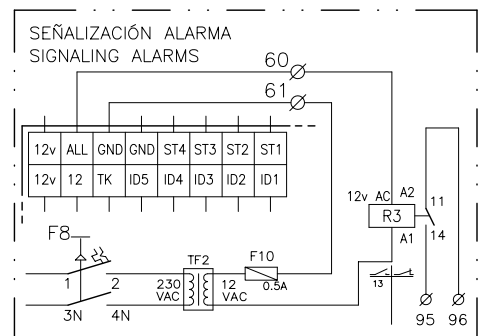 SEÑALIZACIÓN ALARMA
SIGNALING ALARMS
60
61
12v ALL GND GND ST4 ST3 ST2 ST1
12v 12 TK ID5 ID4 ID3 ID2 ID1
12v AC A2
R3
A1
11
14
F8
1 2
3N 4N
TF2
230 VAC
12 VAC
F10
0.5A
13
95 96